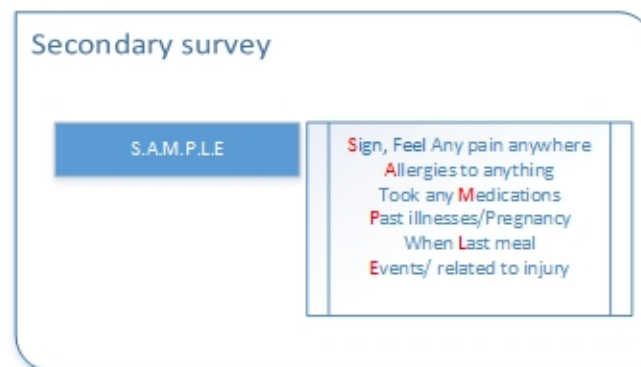 Secondary survey
S.A.M.P.L.E
Sign, Feel Any pain anywhere
Allergies to anything
Took any Medications
Past illnesses/Pregnancy
When Last meal
Events/ related to injury